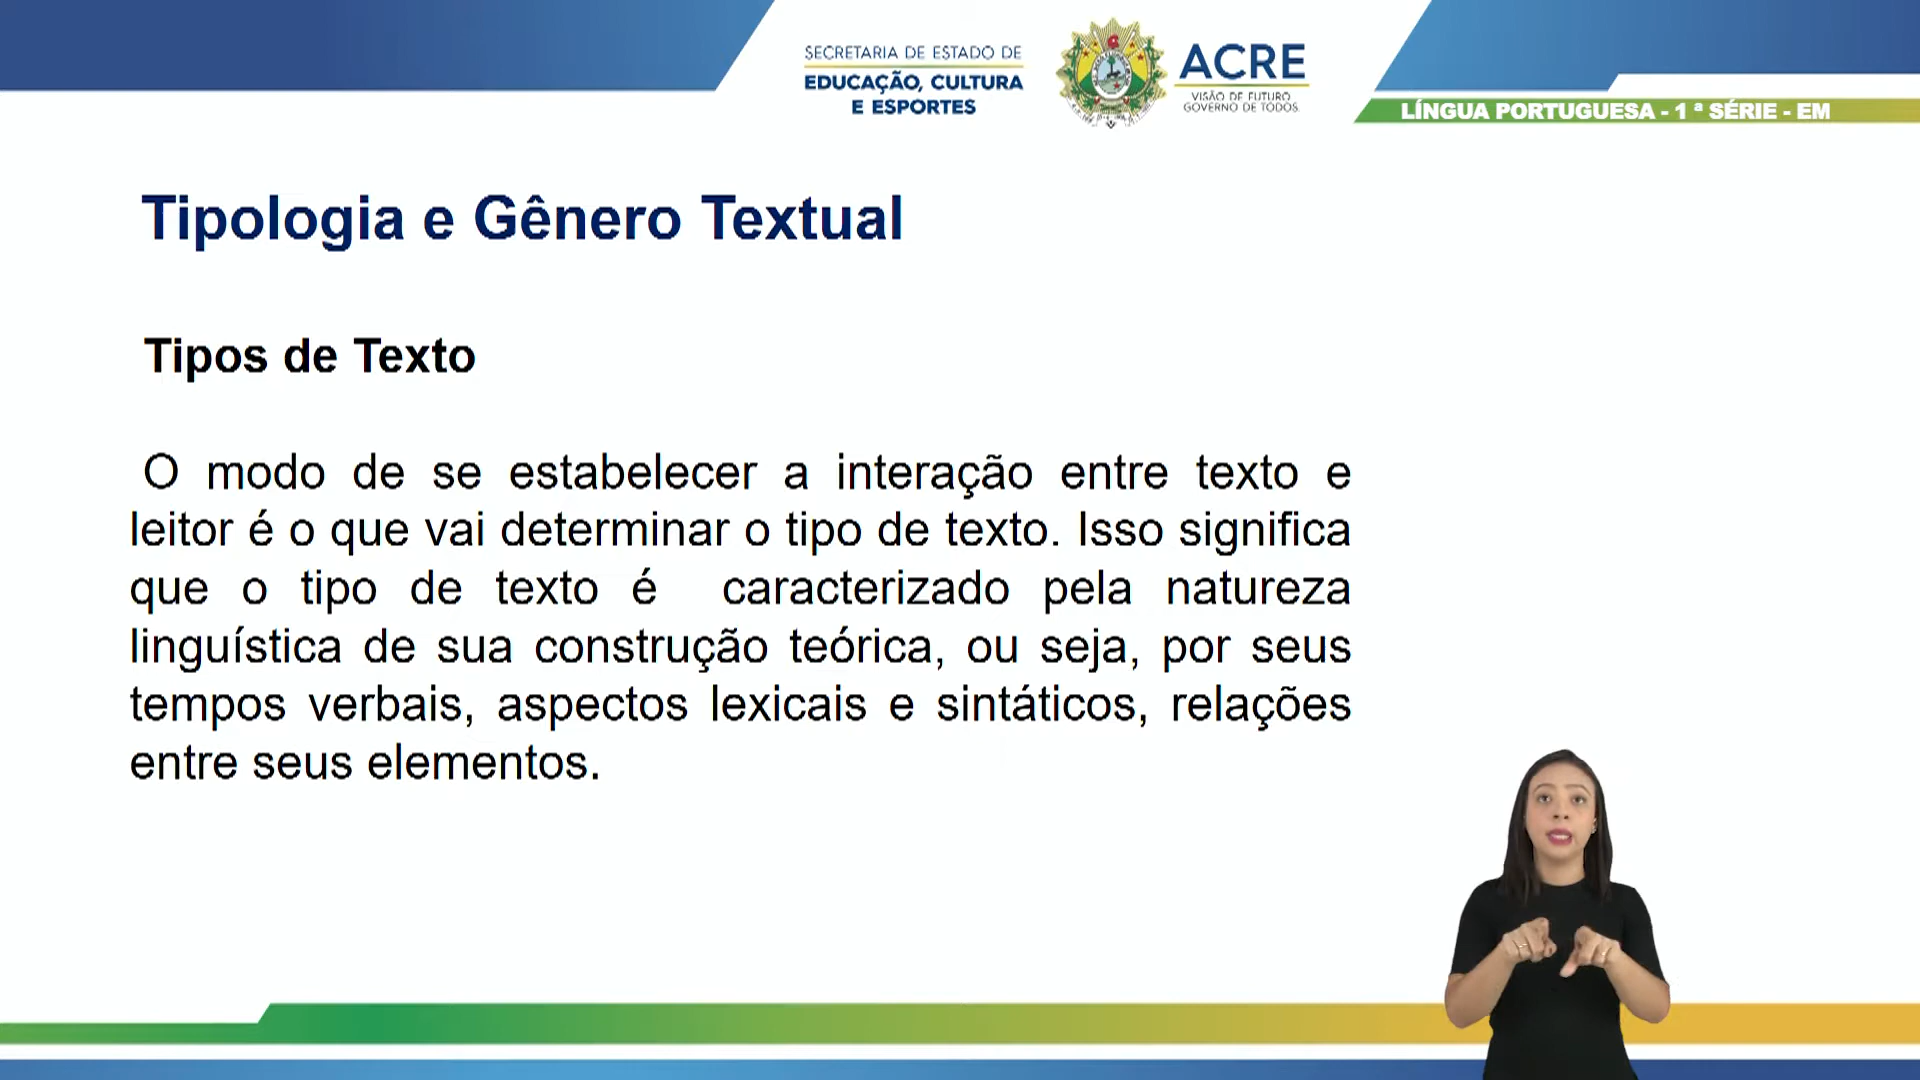 SECRETARIA DE ESTADO DE
EDUCAÇÃO, CULTURA
E ESPORTES
ACRE
VISÃO DE FUTURO
GOVERNO DE TODOS.
LÍNGUA PORTUGUESA - 1 ª SÉRIE - EM
Tipologia e Gênero Textual
Tipos de Texto
O modo de se estabelecer a interação entre texto e
leitor é o que vai determinar o tipo de texto. Isso significa
que o tipo de texto é caracterizado pela natureza
linguística de sua construção teórica, ou seja, por seus
tempos verbais, aspectos lexicais e sintáticos, relações
entre seus elementos.